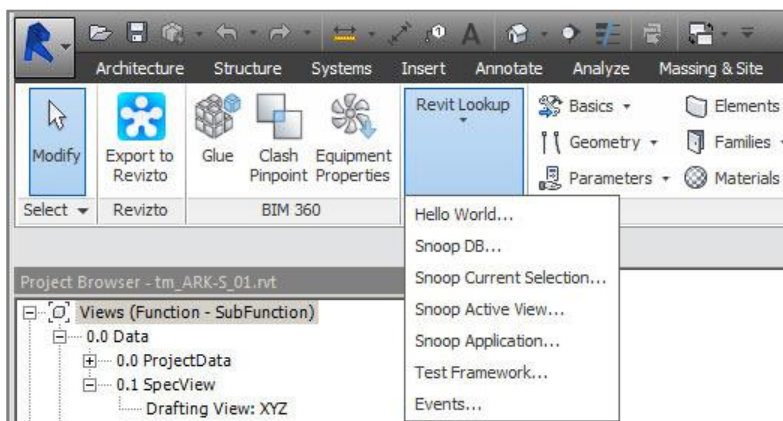 Architecture Structure Systems Insert Annotate Analyze Massing & Site
Modify
Export to Revizto
Glue
Clash Pinpoint
Equipment Properties
Revit Lookup
Basics
Geometry
Parameters
Elements
Families
Materials
Select
Revizto
BIM 360
Hello World...
Snoop DB...
Snoop Current Selection...
Snoop Active View...
Snoop Application...
Test Framework...
Events...
Project Browser - tm_ARK-S_01.rvt
Views (Function - SubFunction)
0.0 Data
0.0 ProjectData
0.1 SpecView
Drafting View: XYZ